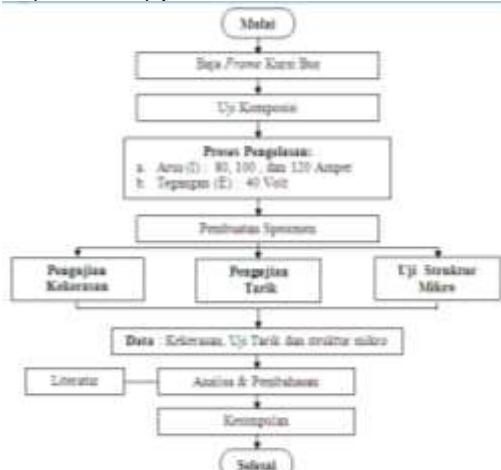 Mulai
Baja Frame Kursi Bus
Uji Komposisi
Proses Pengelasan:
a. Arus (I) : 80, 100 , dan 120 Amper
b. Tegangan (E) : 40 Volt
Pembuatan Spesimen
Pengujian
Kekerasan
Pengujian
Tarik
Uji Struktur
Mikro
Data : Kekerasan, Uji Tarik dan struktur mikro
Literatur
Analisa & Pembahasan
Kesimpulan
Selesai